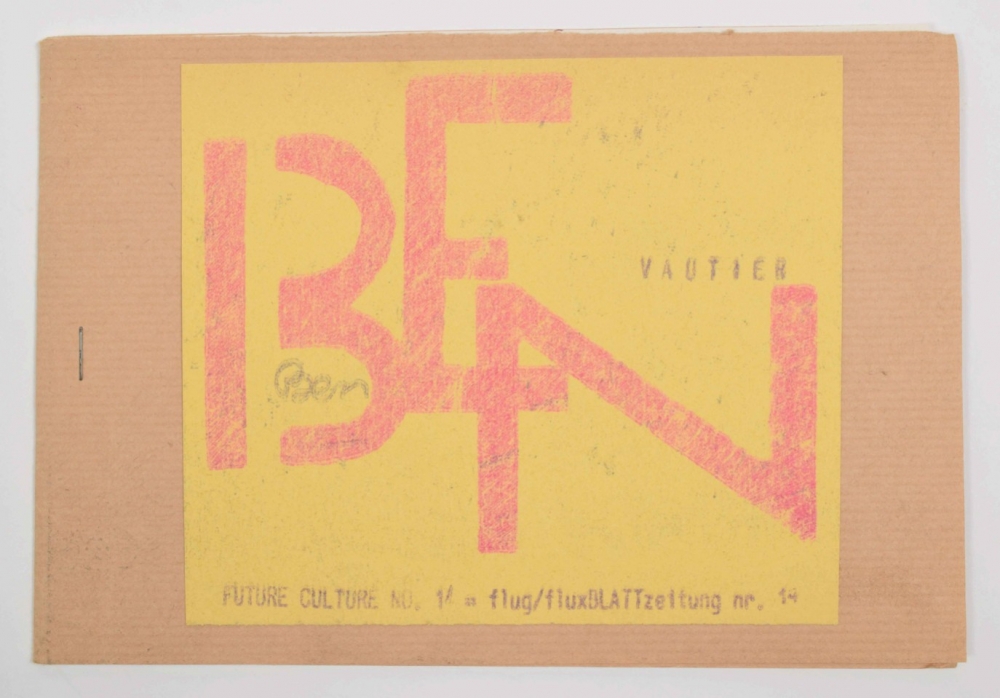 BEN
VAUTIER
Ben
FUTURE CULTURE NO. 14 = flug/fluxBLATTzeitung nr. 14